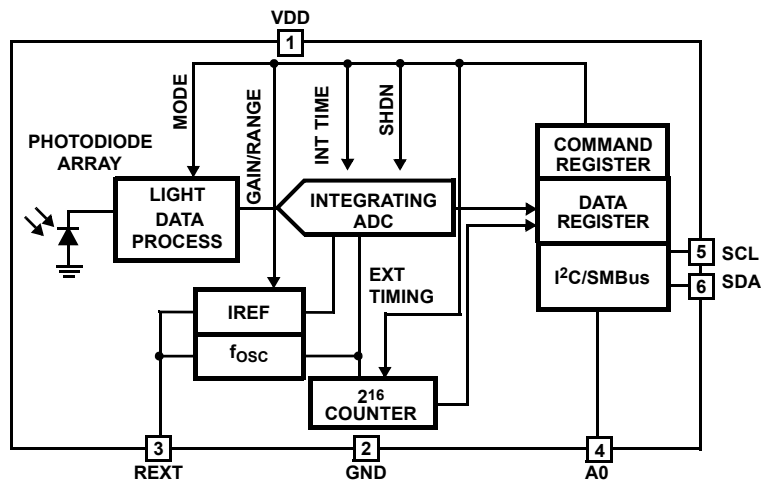 VDD
1
MODE
GAIN/RANGE
INT TIME
SHDN
PHOTODIODE
ARRAY
LIGHT
DATA
PROCESS
INTEGRATING
ADC
COMMAND
REGISTER
DATA
REGISTER
I²C/SMBus
5 SCL
6 SDA
EXT
TIMING
IREF
fOSC
2¹⁶
COUNTER
3
REXT
2
GND
4
A0